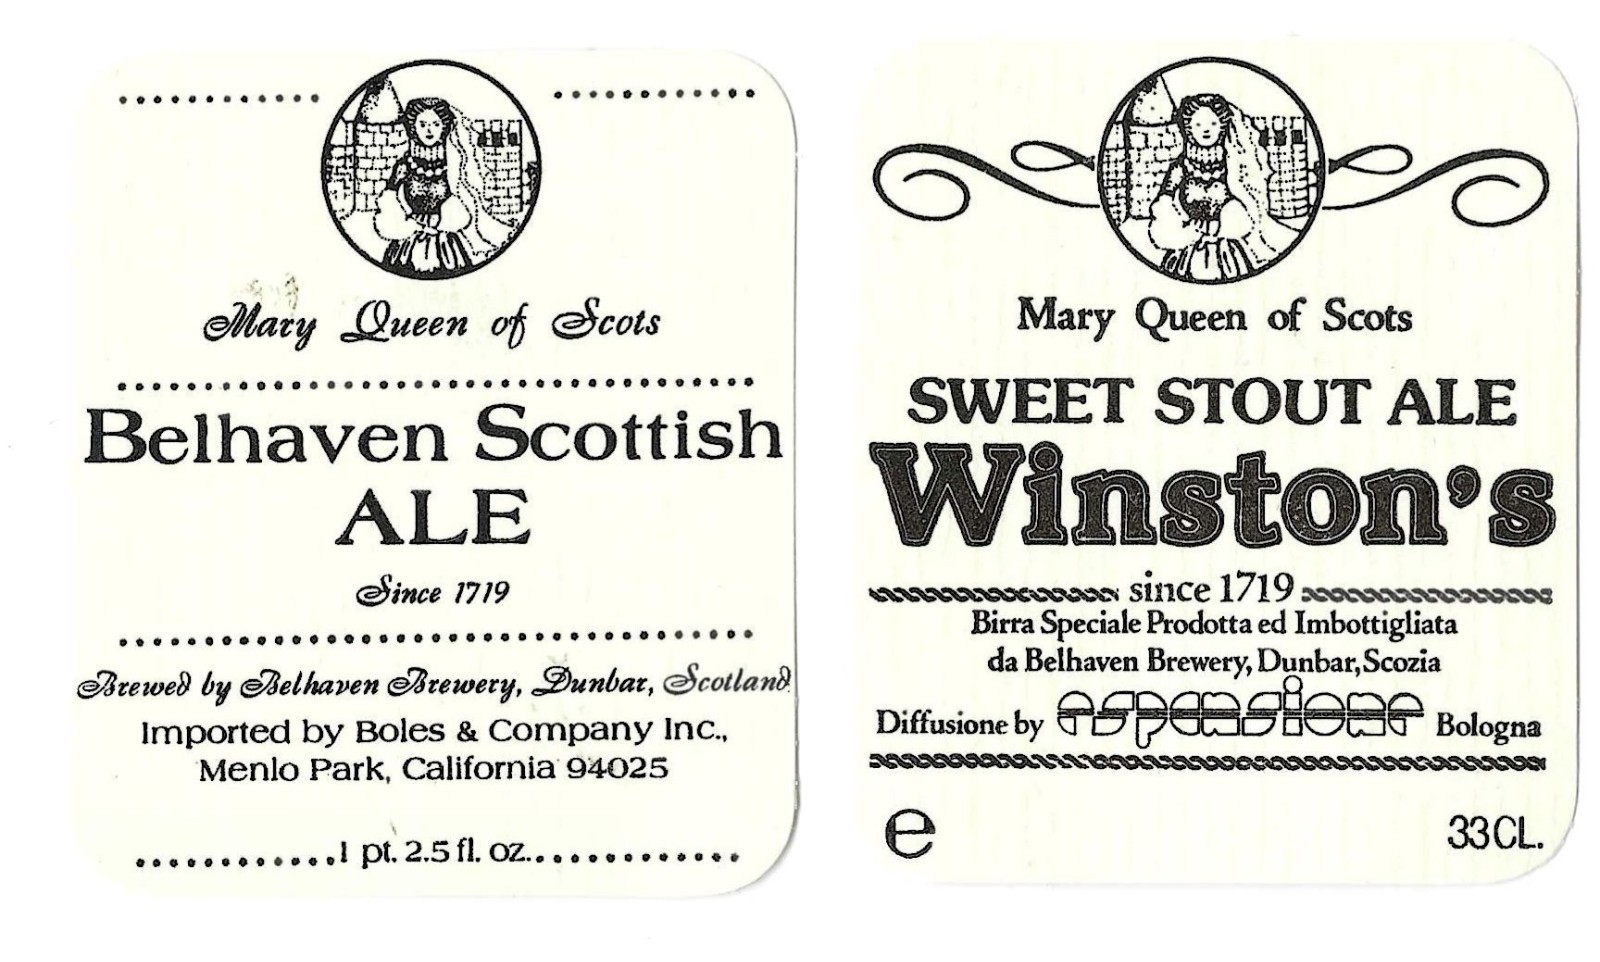 Mary Queen of Scots
Belhaven Scottish
ALE
Since 1719
Brewed by Belhaven Brewery, Dunbar, Scotland
Imported by Boles & Company Inc.,
Menlo Park, California 94025
1 pt. 2.5 fl. oz.
Mary Queen of Scots
SWEET STOUT ALE
Winston's
since 1719
Birra Speciale Prodotta ed Imbottigliata
da Belhaven Brewery, Dunbar, Scozia
Diffusione by espansione Bologna
e 33CL.